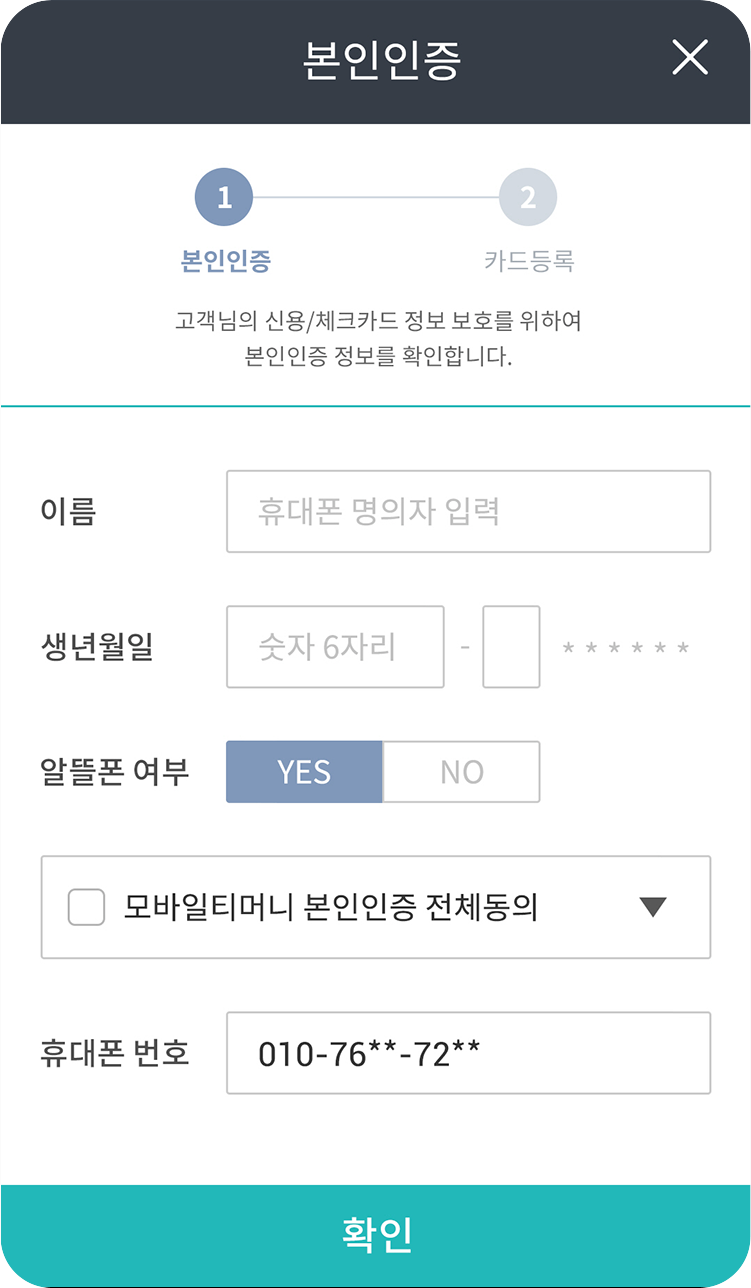 본인인증
1 2
본인인증 카드등록
고객님의 신용/체크카드 정보 보호를 위하여
본인인증 정보를 확인합니다.
이름 휴대폰 명의자 입력
생년월일 숫자 6자리 - ******
알뜰폰 여부 YES NO
모바일티머니 본인인증 전체동의
휴대폰 번호 010-76**-72**
확인